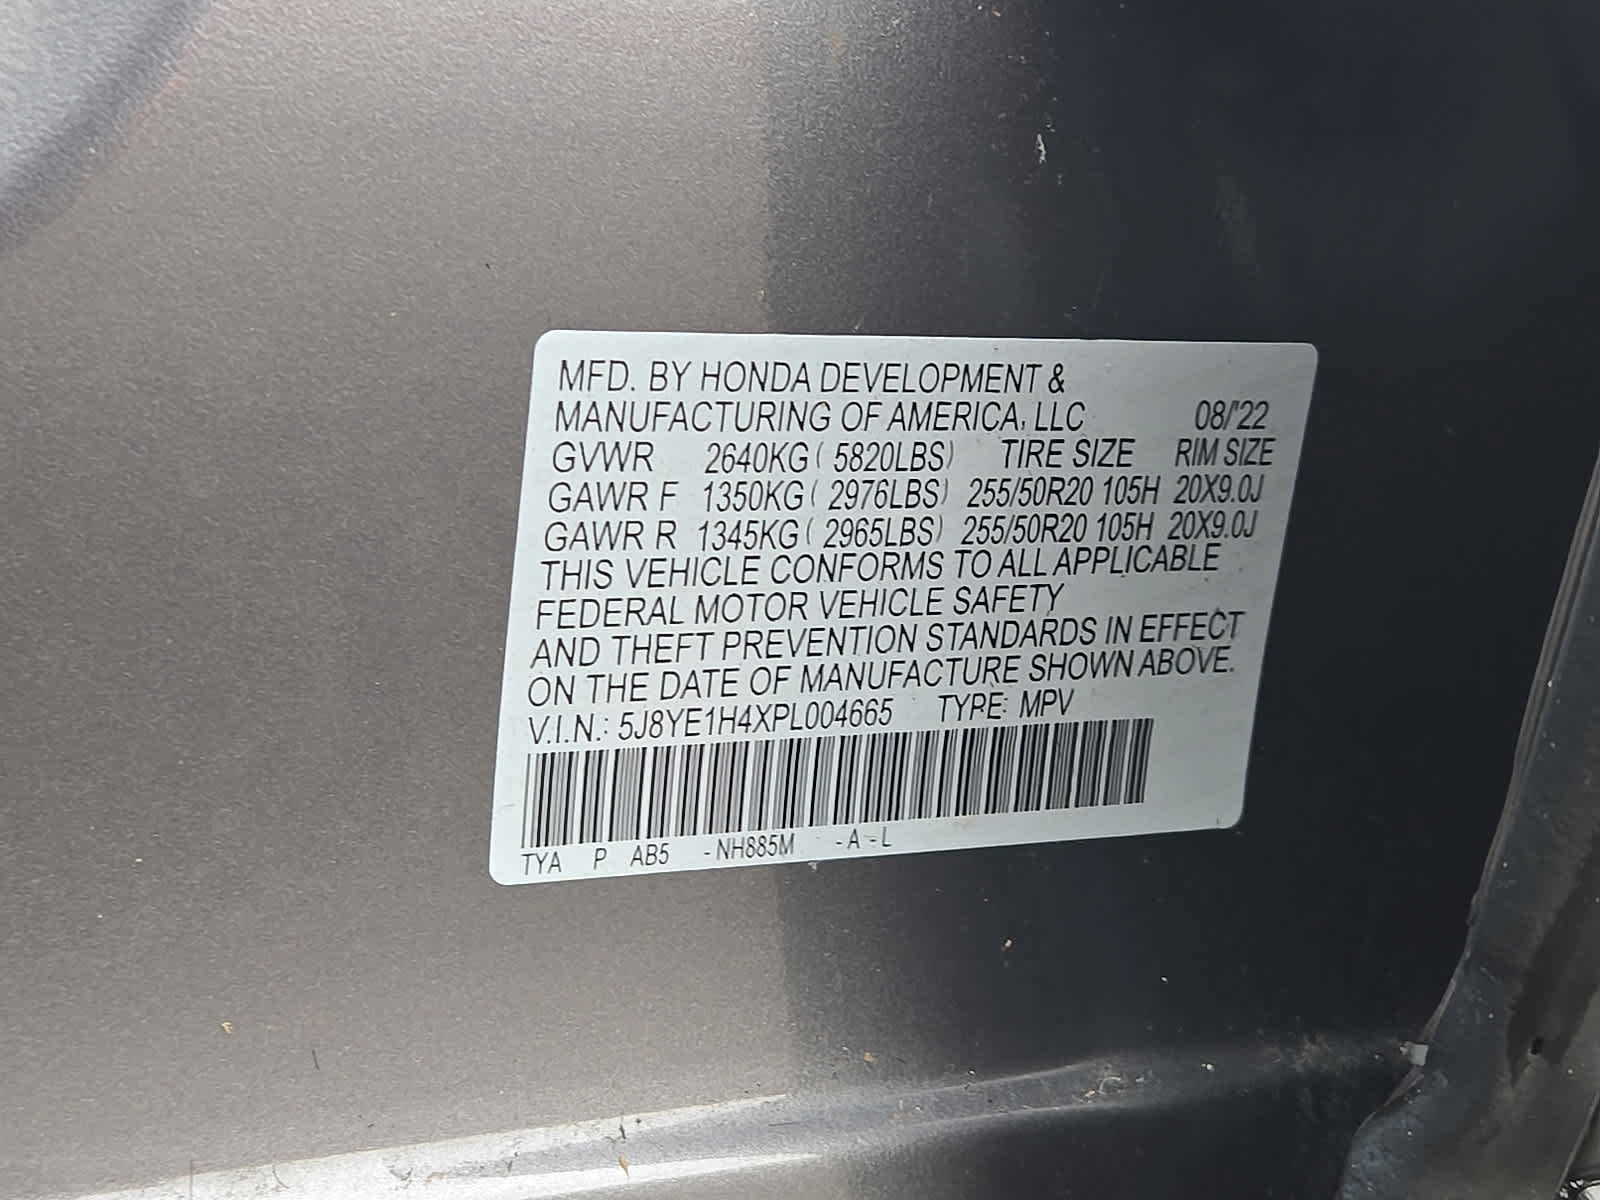 MFD. BY HONDA DEVELOPMENT &
MANUFACTURING OF AMERICA, LLC 08/'22
GVWR 2640KG ( 5820LBS) TIRE SIZE RIM SIZE
GAWR F 1350KG ( 2976LBS) 255/50R20 105H 20X9.0J
GAWR R 1345KG ( 2965LBS) 255/50R20 105H 20X9.0J
THIS VEHICLE CONFORMS TO ALL APPLICABLE
FEDERAL MOTOR VEHICLE SAFETY
AND THEFT PREVENTION STANDARDS IN EFFECT
ON THE DATE OF MANUFACTURE SHOWN ABOVE.
V.I.N.: 5J8YE1H4XPL004665 TYPE: MPV
TYA P AB5 -NH885M -A -L